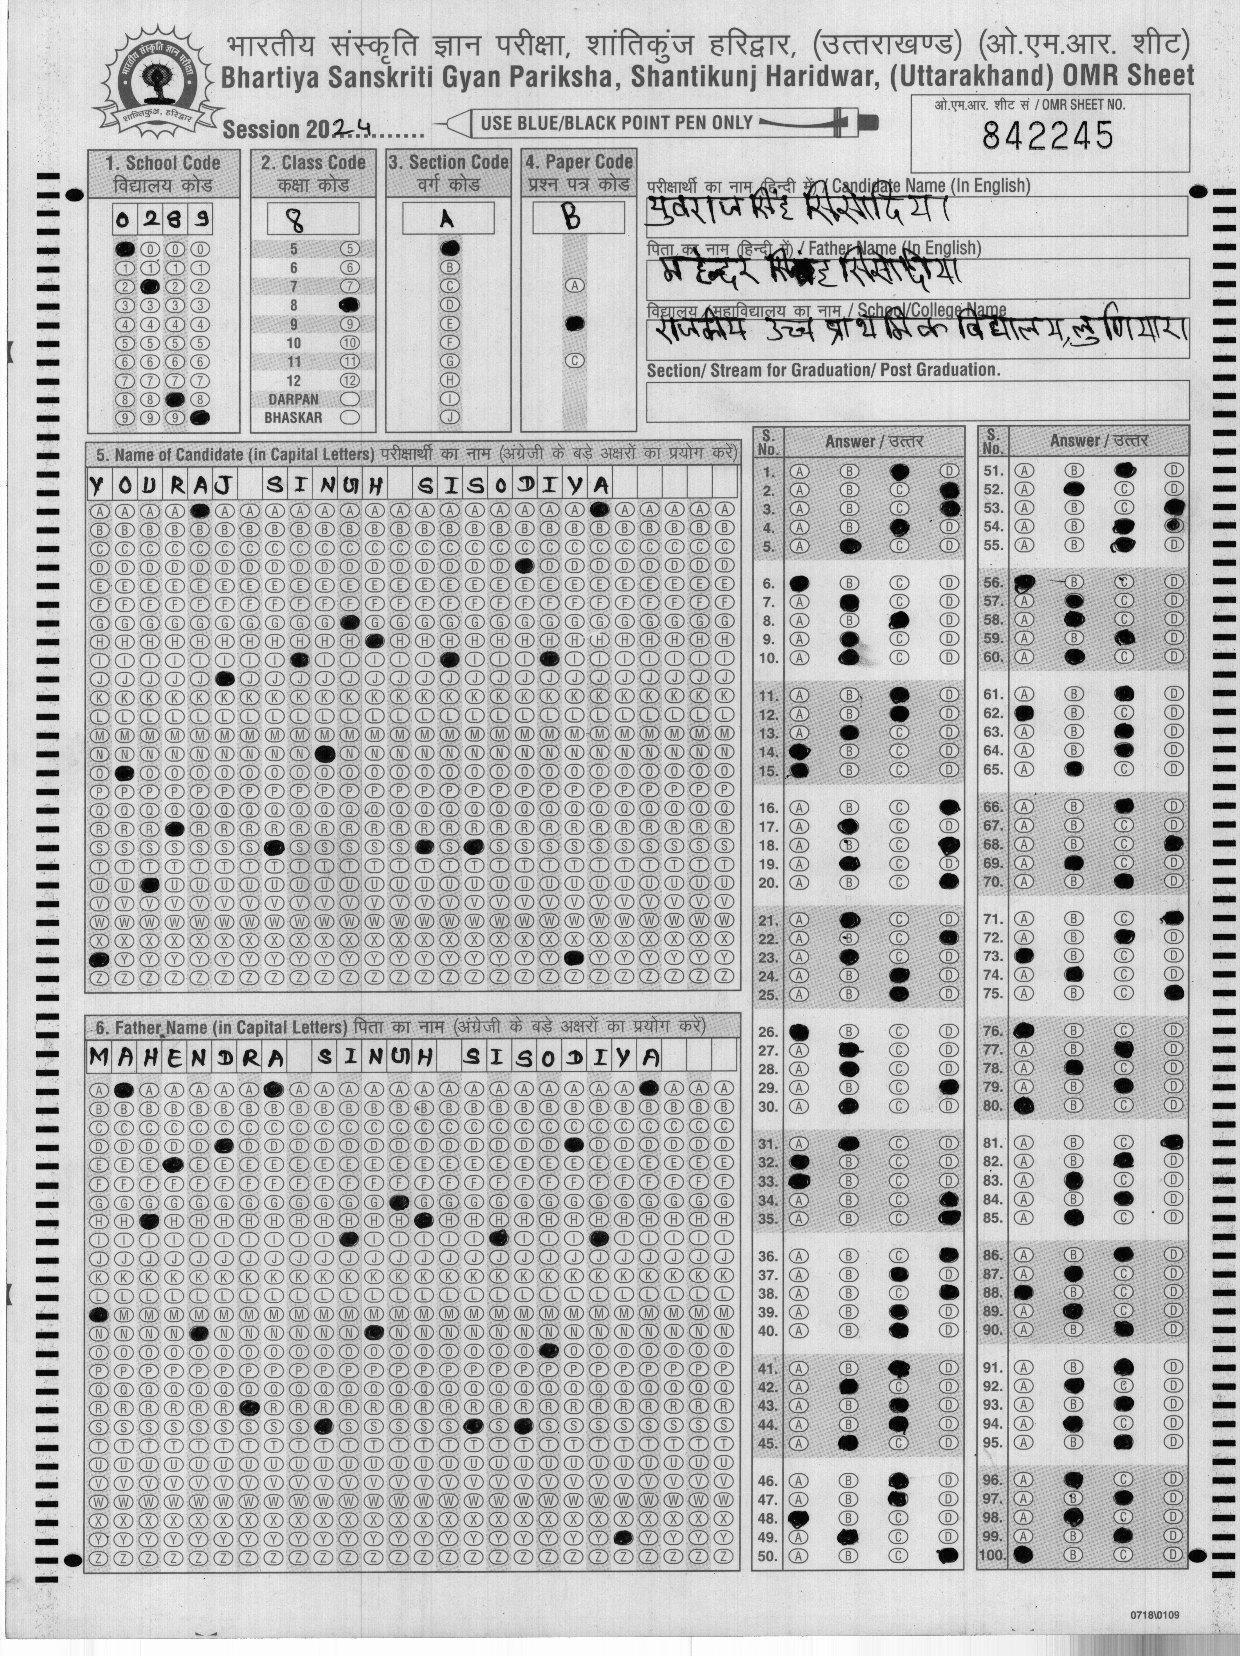 भारतीय संस्कृति ज्ञान परीक्षा, शांतिकुंज हरिद्वार, (उत्तराखण्ड) (ओ.एम.आर. शीट)
Bhartiya Sanskriti Gyan Pariksha, Shantikunj Haridwar, (Uttarakhand) OMR Sheet
Session 2024
USE BLUE/BLACK POINT PEN ONLY
ओ.एम.आर. शीट सं / OMR SHEET NO.
842245
1. School Code
विद्यालय कोड
0289
2. Class Code
कक्षा कोड
8
5
6
7
8
9
10
11
12
DARPAN
BHASKAR
3. Section Code
वर्ग कोड
A
4. Paper Code
प्रश्न पत्र कोड
B
परीक्षार्थी का नाम (हिन्दी में) / Candidate Name (In English)
युवराज सिंह सिसोदिया
पिता का नाम (हिन्दी में) / Father Name (In English)
सिसोदिया
विद्यालय /महाविद्यालय का नाम / School/College Name
उच्च प्राथमिक विद्यालय,
Section/ Stream for Graduation/ Post Graduation.
5. Name of Candidate (in Capital Letters) परीक्षार्थी का नाम (अंग्रेजी के बड़े अक्षरों का प्रयोग करें)
YOURAJ SINGH SISODIYA
6. Father Name (in Capital Letters) पिता का नाम (अंग्रेजी के बड़े अक्षरों का प्रयोग करें)
MAHENDRA SINGH SISODIYA
S. No. Answer / उत्तर
S. No. Answer / उत्तर
0718\0109